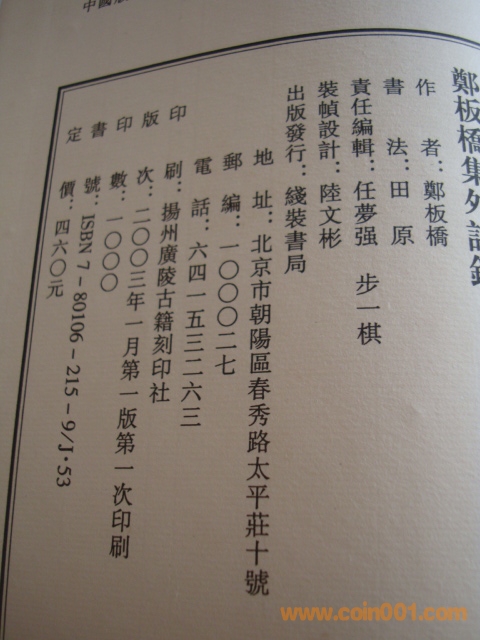 鄭板橋集外詩
作者：鄭板橋
書法：田原
責任編輯：任夢强 步一棋
裝幀設計：陸文彬
出版發行：綫裝書局
地址：北京市朝陽區春秀路太平莊十號
郵編：一〇〇〇二七
電話：六四一五三二六三
印刷：揚州廣陵古籍刻印社
版次：二〇〇三年一月第一版第一次印刷
印數：一〇〇〇
書號：ISBN 7-80106-215-9/J·53
定價：四六〇元
www.coin001.com